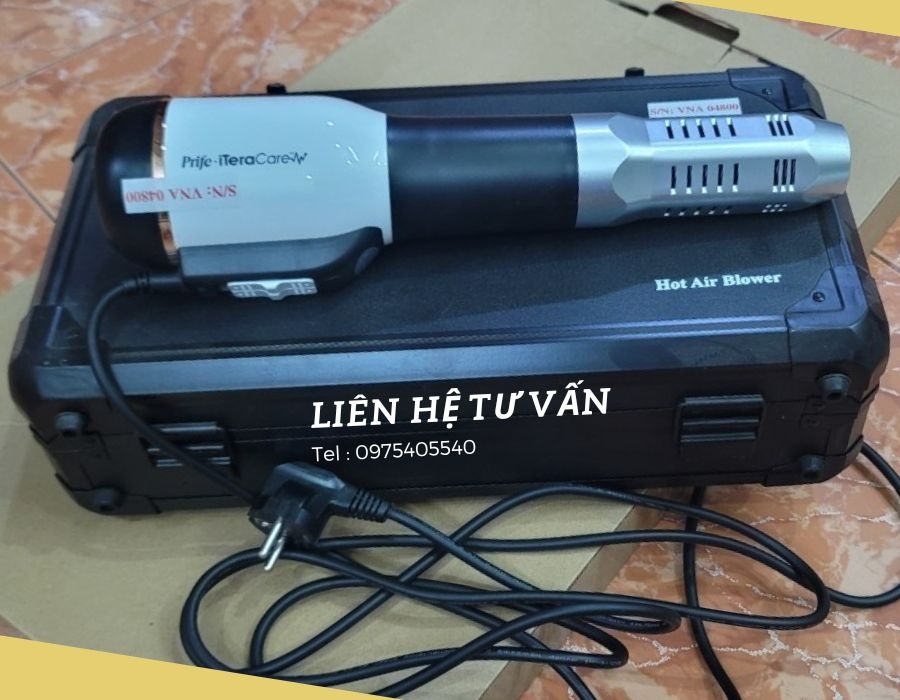 S/N: VNA 04800
Prife-iTeraCare
S/N: VNA 04800
Hot Air Blower
LIÊN HỆ TƯ VẤN
Tel : 0975405540